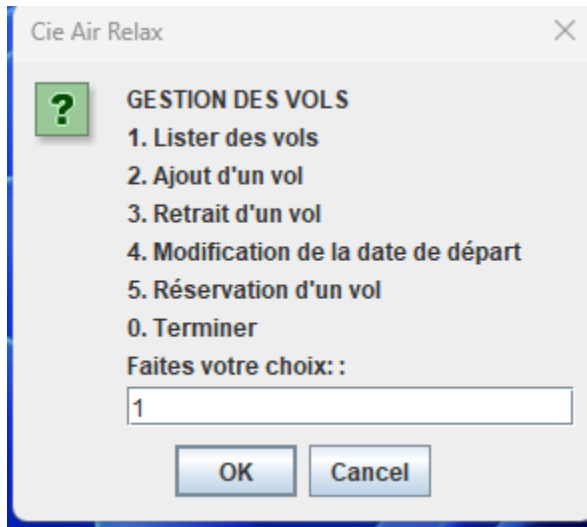 Cie Air Relax
?
GESTION DES VOLS
1. Lister des vols
2. Ajout d'un vol
3. Retrait d'un vol
4. Modification de la date de départ
5. Réservation d'un vol
0. Terminer
Faites votre choix: :
1
OK
Cancel